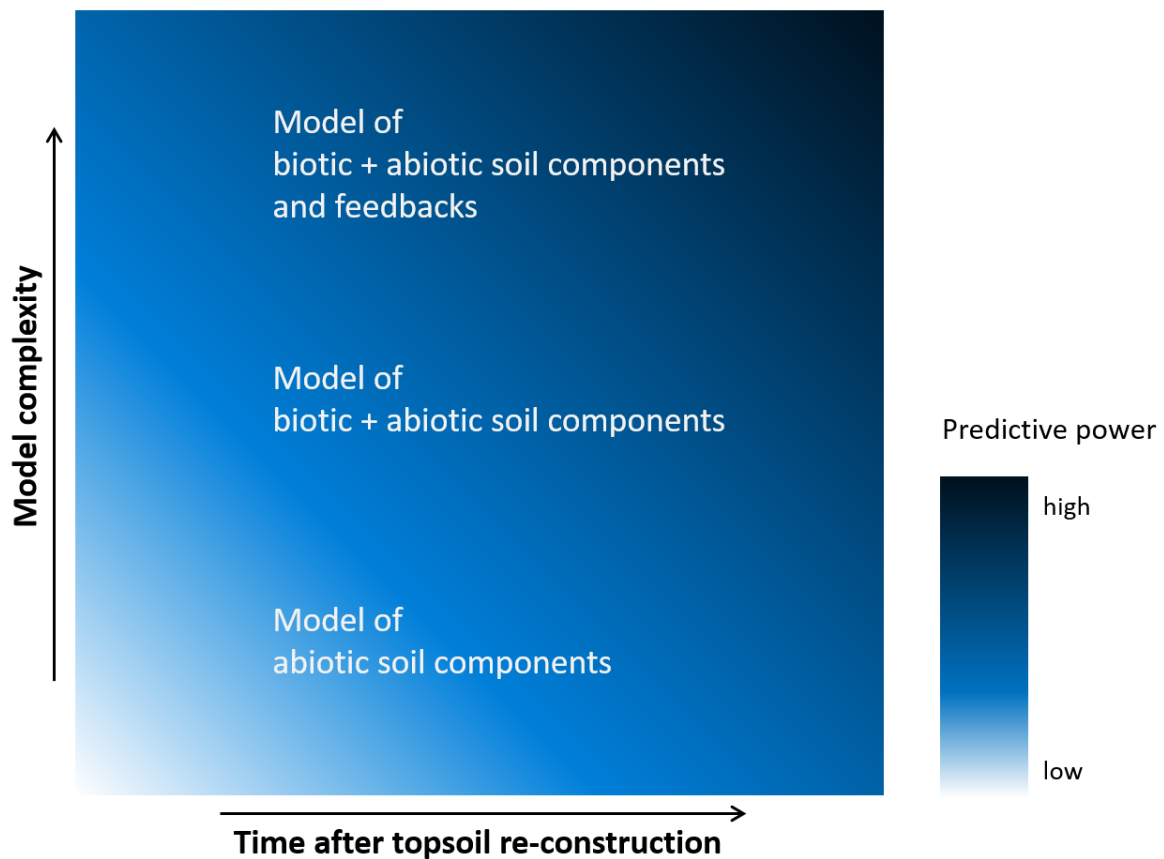 Model of
biotic + abiotic soil components
and feedbacks
Model complexity
Model of
biotic + abiotic soil components
Predictive power
high
Model of
abiotic soil components
low
Time after topsoil re-construction